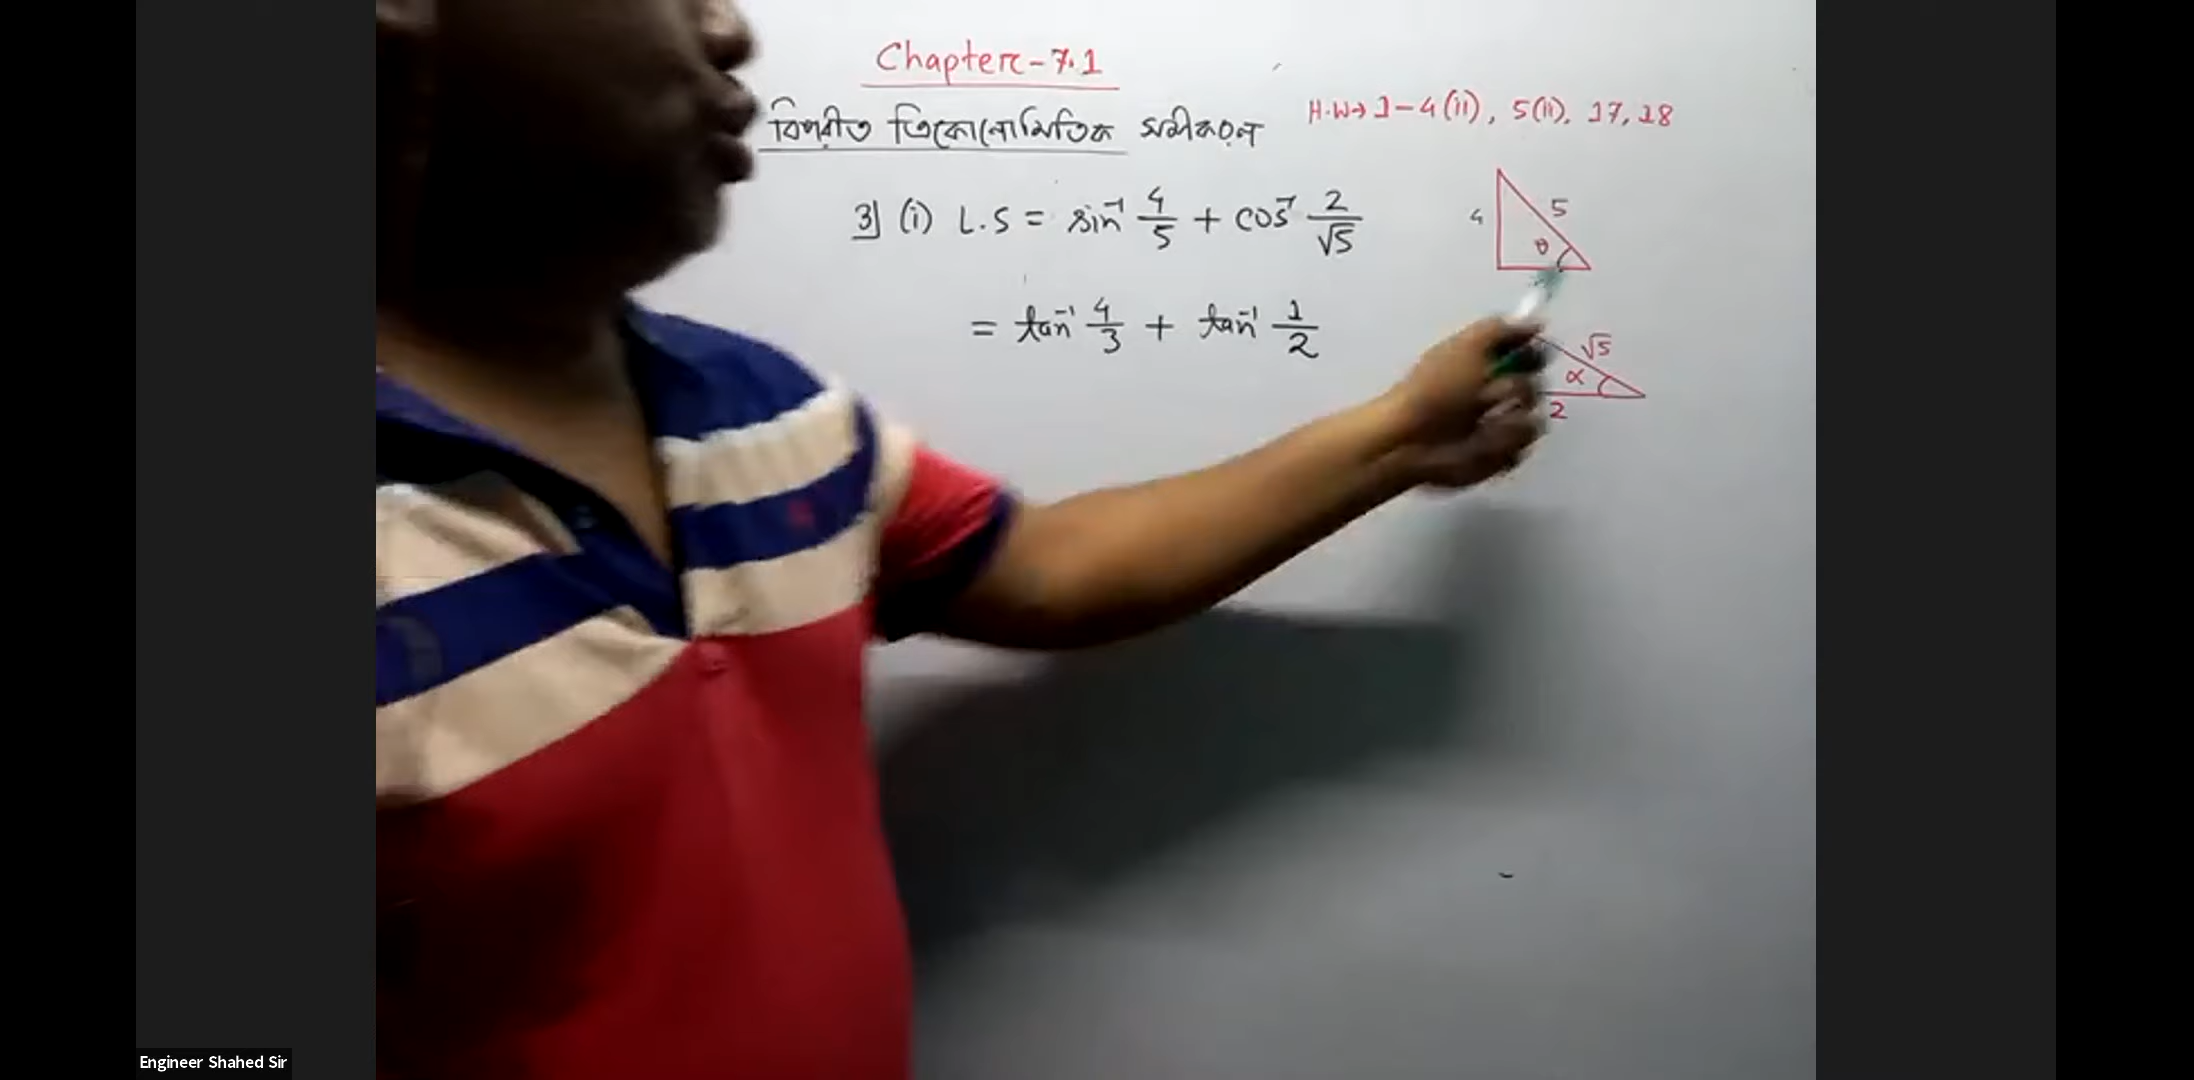 Chapter-7.1
বিপরীত ত্রিকোনোমিতিক সমীকরণ
H.W→ 1-4(ii), 5(ii), 17, 18
3] (i) L.S = sin⁻¹ 4/5 + cos⁻¹ 2/√5
= tan⁻¹ 4/3 + tan⁻¹ 1/2
4
5
θ
√5
α
2
Engineer Shahed Sir